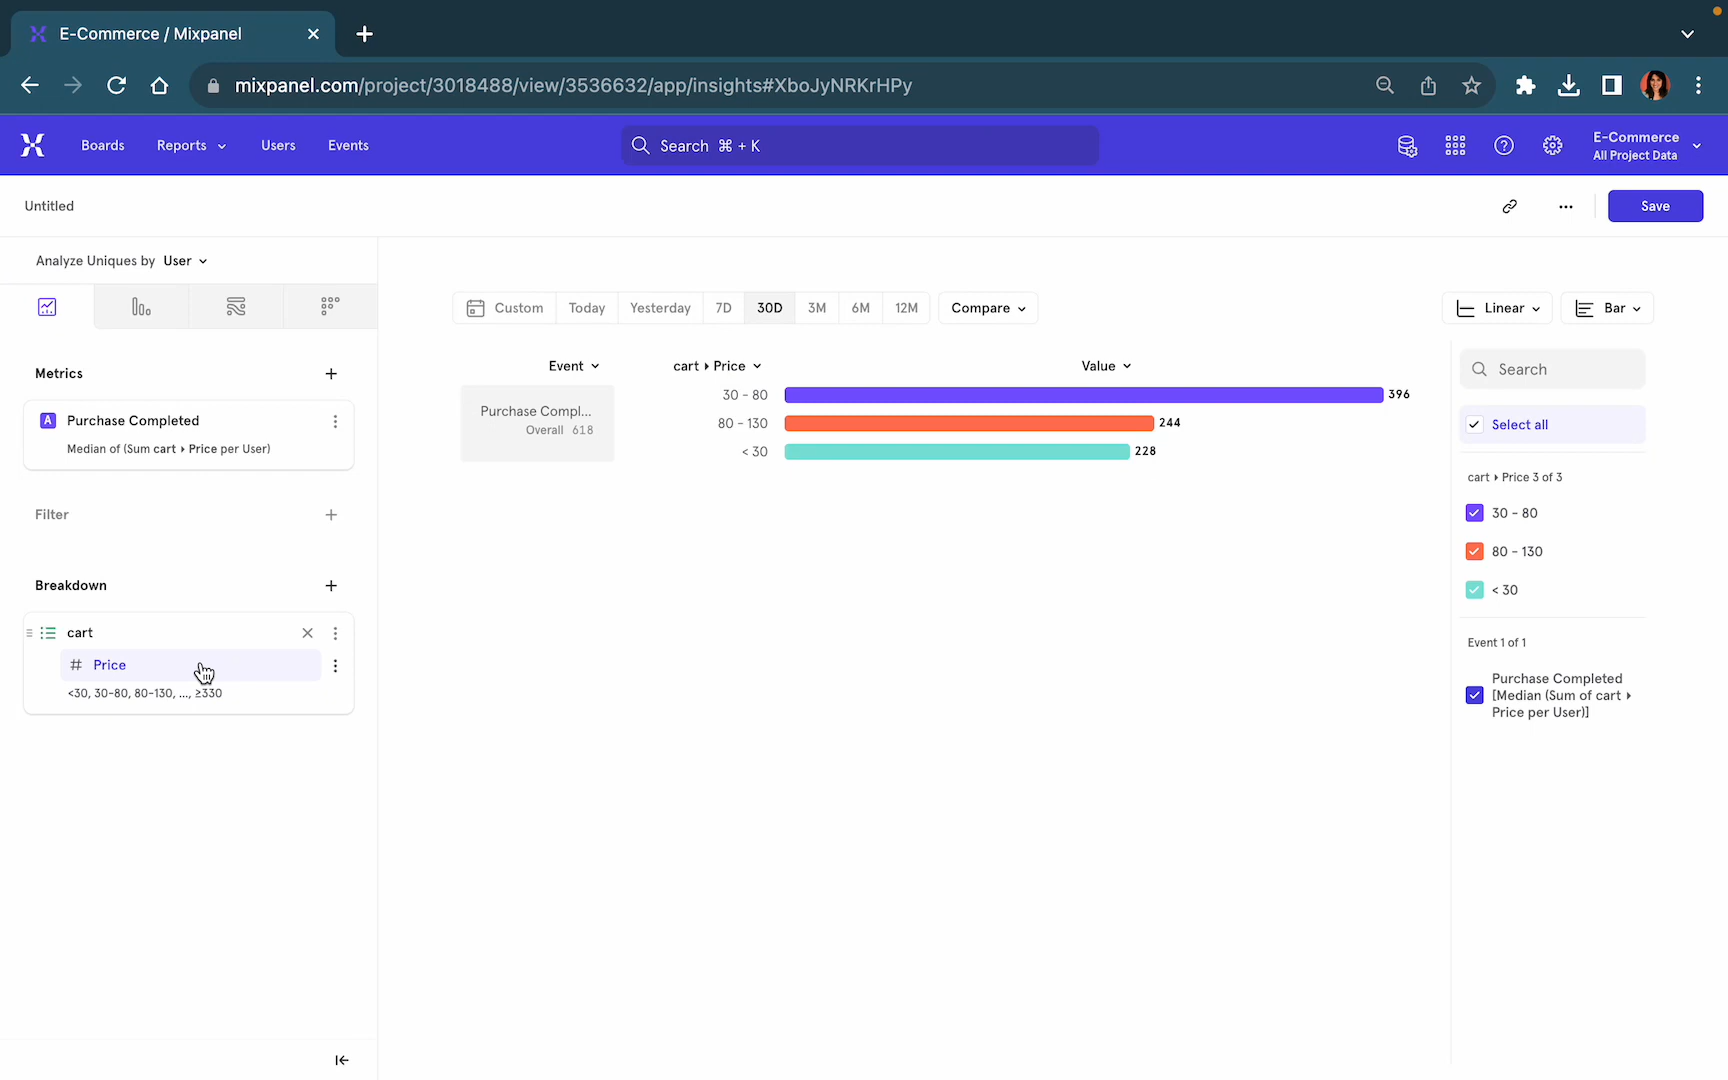 E-Commerce / Mixpanel
mixpanel.com/project/3018488/view/3536632/app/insights#XboJyNRKrHPy
Boards Reports Users Events
Search ⌘ + K
E-Commerce
All Project Data
Untitled
Save
Analyze Uniques by User
Custom Today Yesterday 7D 30D 3M 6M 12M Compare
Linear Bar
Metrics
A Purchase Completed
Median of (Sum cart ▸ Price per User)
Filter
Breakdown
cart
# Price
<30, 30-80, 80-130, ..., ≥330
Event cart ▸ Price Value
Purchase Compl...
Overall 618
30 - 80 396
80 - 130 244
< 30 228
Search
Select all
cart ▸ Price 3 of 3
30 - 80
80 - 130
< 30
Event 1 of 1
Purchase Completed
[Median (Sum of cart ▸
Price per User)]